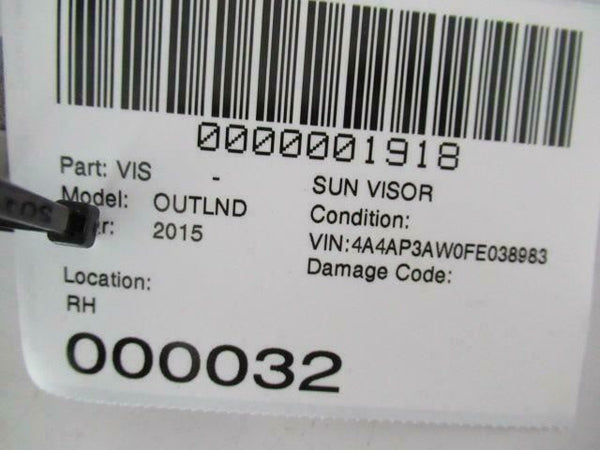 0000001918
Part: VIS - SUN VISOR
Model: OUTLND Condition:
2015 VIN:4A4AP3AW0FE038983
Damage Code:
Location:
RH
000032